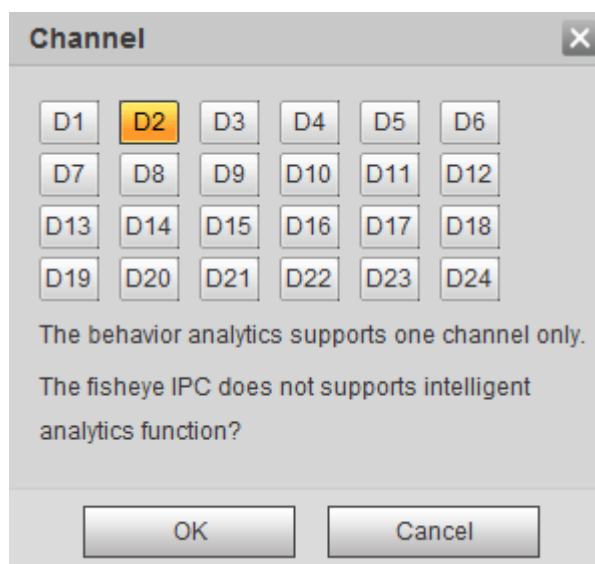 Channel
D1 D2 D3 D4 D5 D6
D7 D8 D9 D10 D11 D12
D13 D14 D15 D16 D17 D18
D19 D20 D21 D22 D23 D24
The behavior analytics supports one channel only.
The fisheye IPC does not supports intelligent
analytics function?
OK Cancel